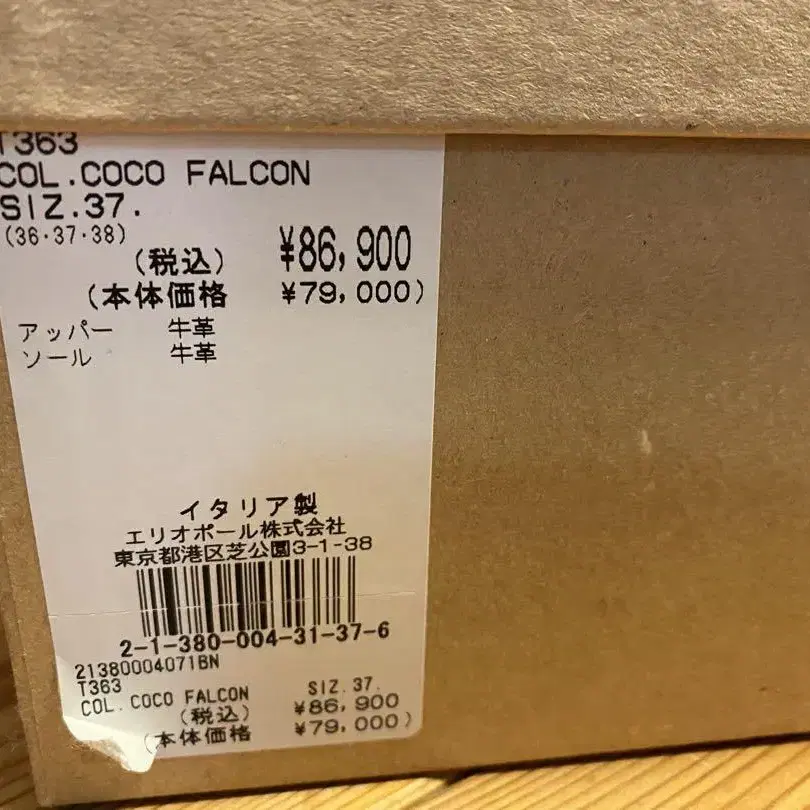 T363
COL.COCO FALCON
SIZ.37.
(36・37・38)
(税込) ¥86,900
(本体価格 ¥79,000)
アッパー 牛革
ソール 牛革
イタリア製
エリオポール株式会社
東京都港区芝公園3-1-38
2-1-380-004-31-37-6
21380004071BN
T363 SIZ.37.
COL.COCO FALCON
(税込) ¥86,900
(本体価格 ¥79,000)